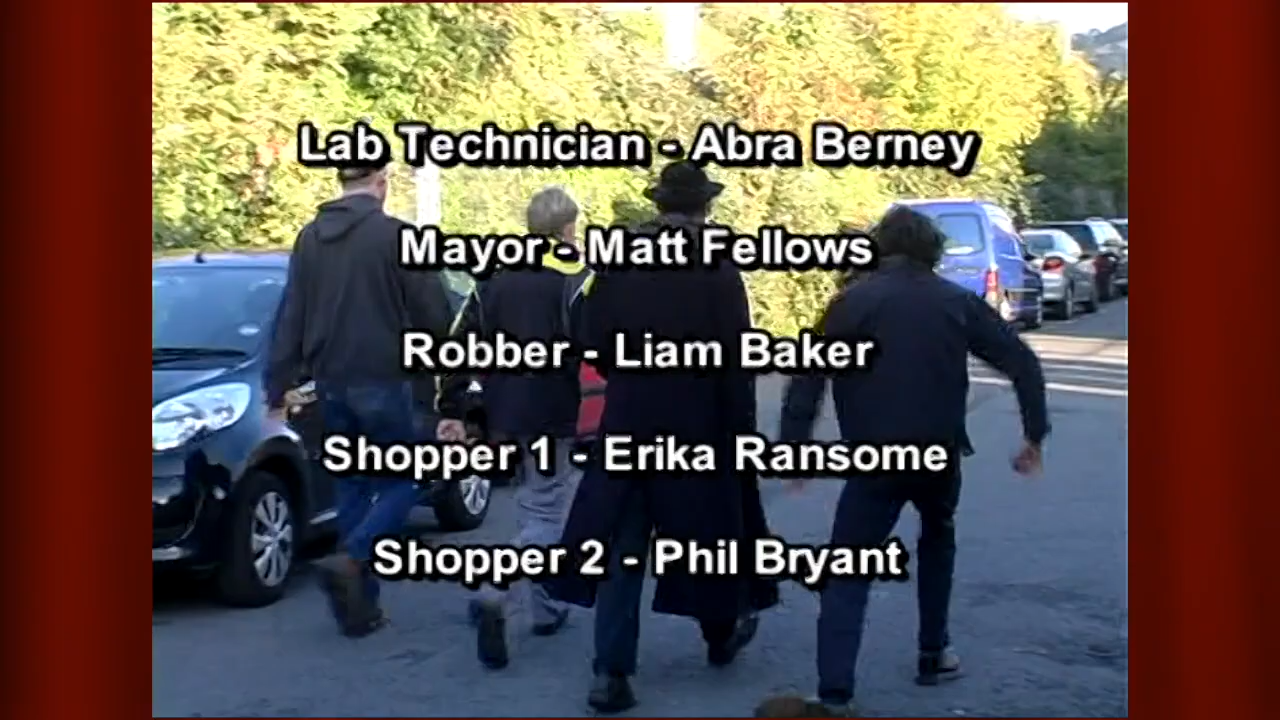 Lab Technician - Abra Berney
Mayor - Matt Fellows
Robber - Liam Baker
Shopper 1 - Erika Ransome
Shopper 2 - Phil Bryant